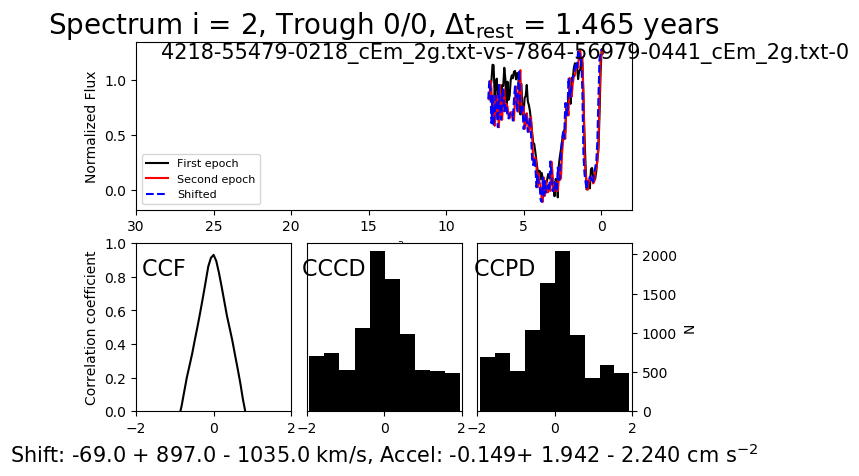 Spectrum i = 2, Trough 0/0, Δt_rest = 1.465 years
4218-55479-0218_cEm_2g.txt-vs-7864-56979-0441_cEm_2g.txt-0
Normalized Flux
1.0
0.5
0.0
First epoch
Second epoch
Shifted
30 25 20 15 10 5 0
Correlation coefficient
1.0
0.8
0.6
0.4
0.2
0.0
CCF
−2 0 2
CCCD
−2 0 2
CCPD
−2 0 2
2000
1500
1000
500
0
N
Shift: -69.0 + 897.0 - 1035.0 km/s, Accel: -0.149+ 1.942 - 2.240 cm s⁻²